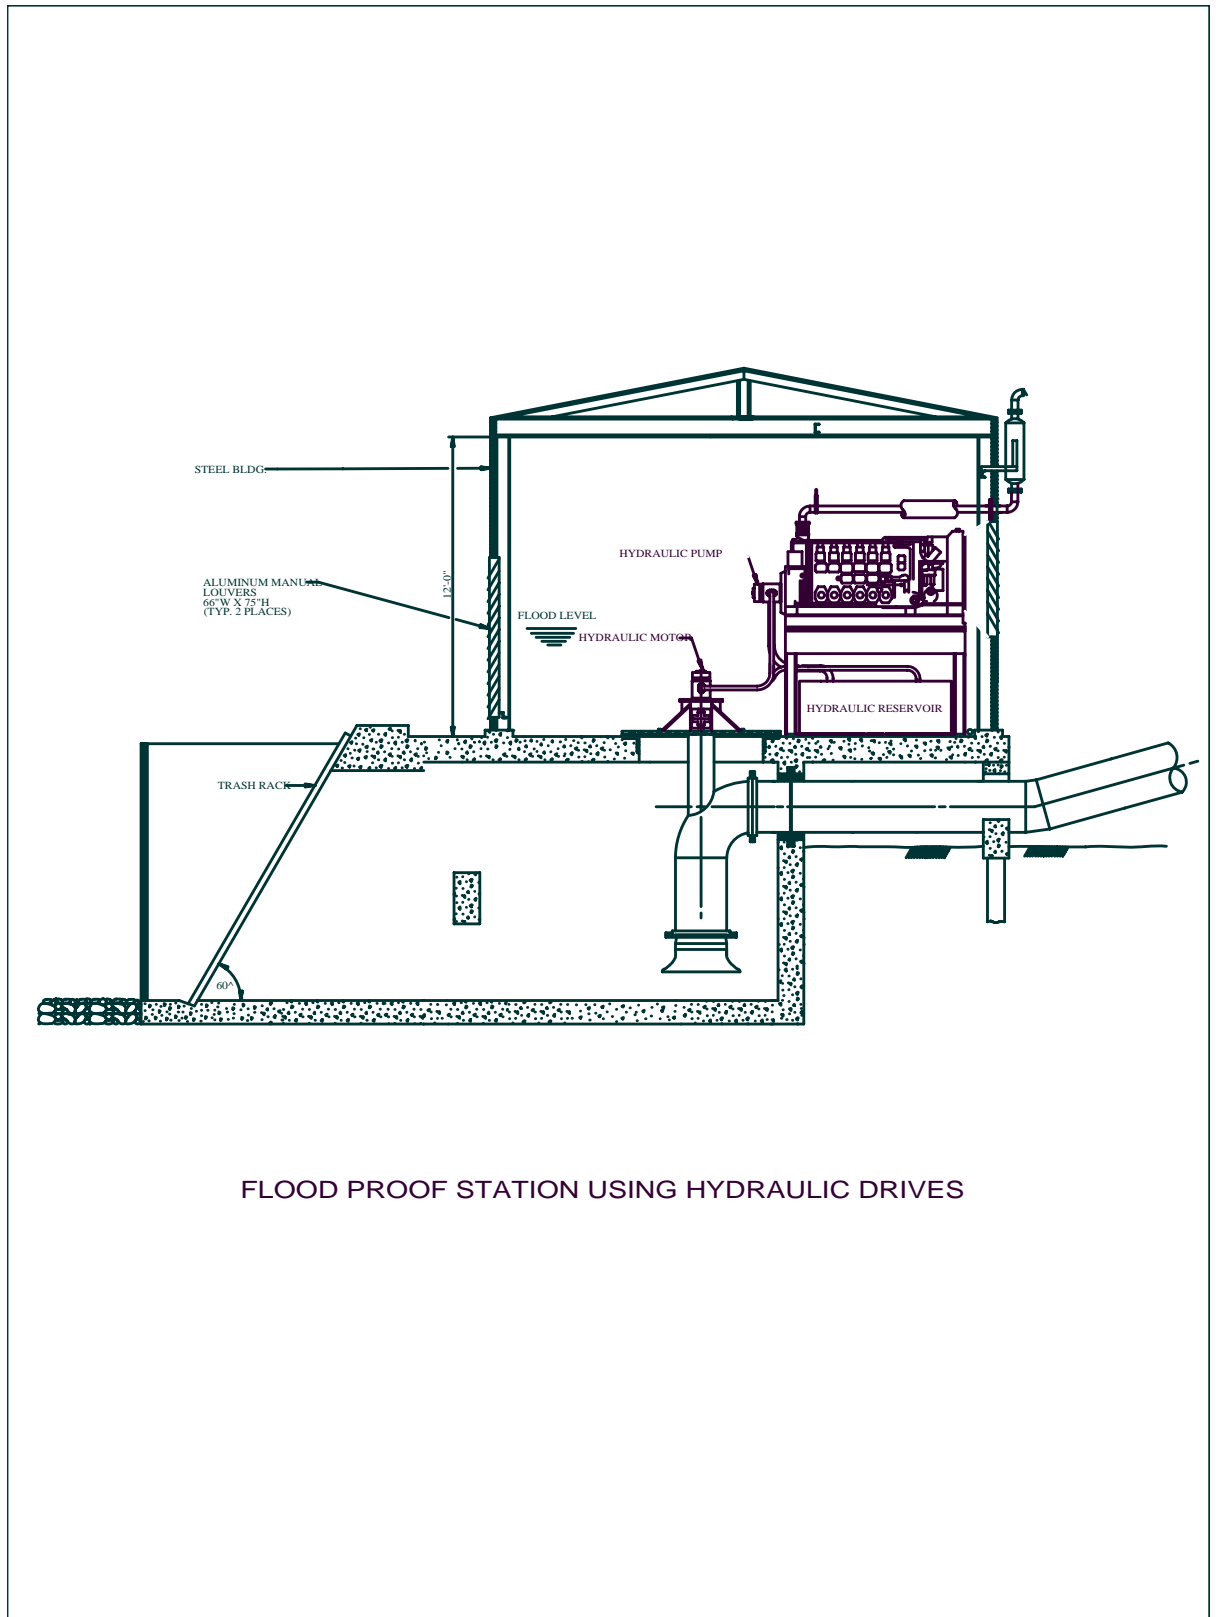 STEEL BLDG.
12'-0"
HYDRAULIC PUMP
ALUMINUM MANUAL
LOUVERS
66"W X 75"H
(TYP. 2 PLACES)
FLOOD LEVEL
HYDRAULIC MOTOR
HYDRAULIC RESERVOIR
TRASH RACK
60^
FLOOD PROOF STATION USING HYDRAULIC DRIVES